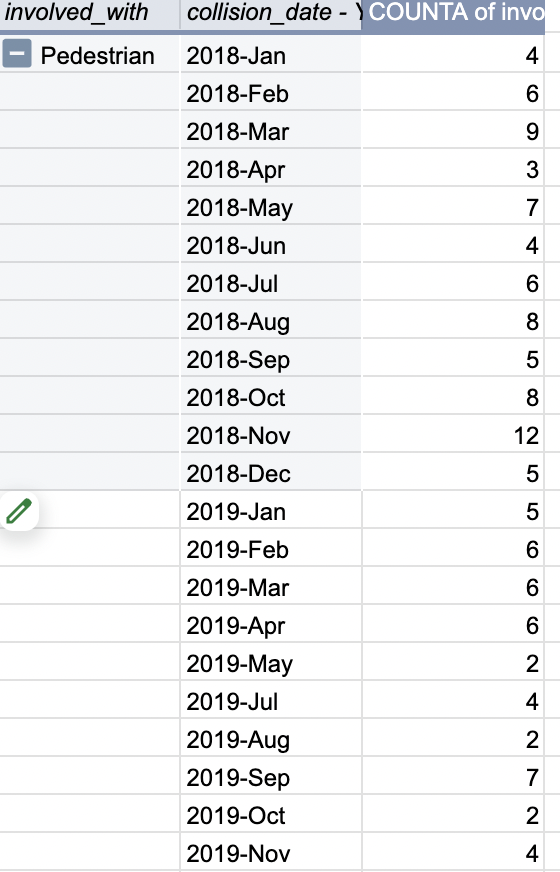 involved_with collision_date - COUNTA of invo
Pedestrian 2018-Jan 4
2018-Feb 6
2018-Mar 9
2018-Apr 3
2018-May 7
2018-Jun 4
2018-Jul 6
2018-Aug 8
2018-Sep 5
2018-Oct 8
2018-Nov 12
2018-Dec 5
2019-Jan 5
2019-Feb 6
2019-Mar 6
2019-Apr 6
2019-May 2
2019-Jul 4
2019-Aug 2
2019-Sep 7
2019-Oct 2
2019-Nov 4